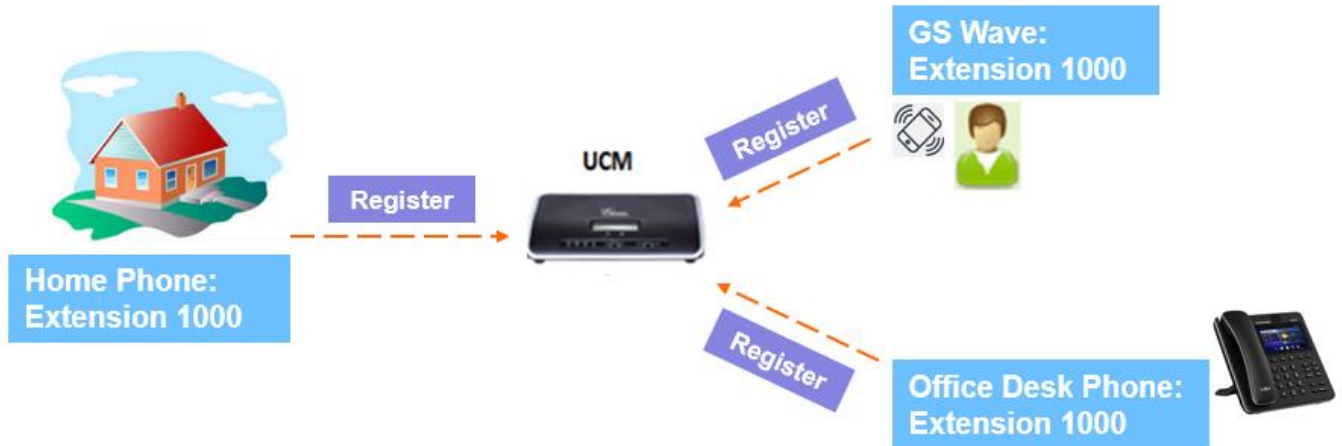 GS Wave:
Extension 1000
Register
UCM
Register
Home Phone:
Extension 1000
Register
Office Desk Phone:
Extension 1000